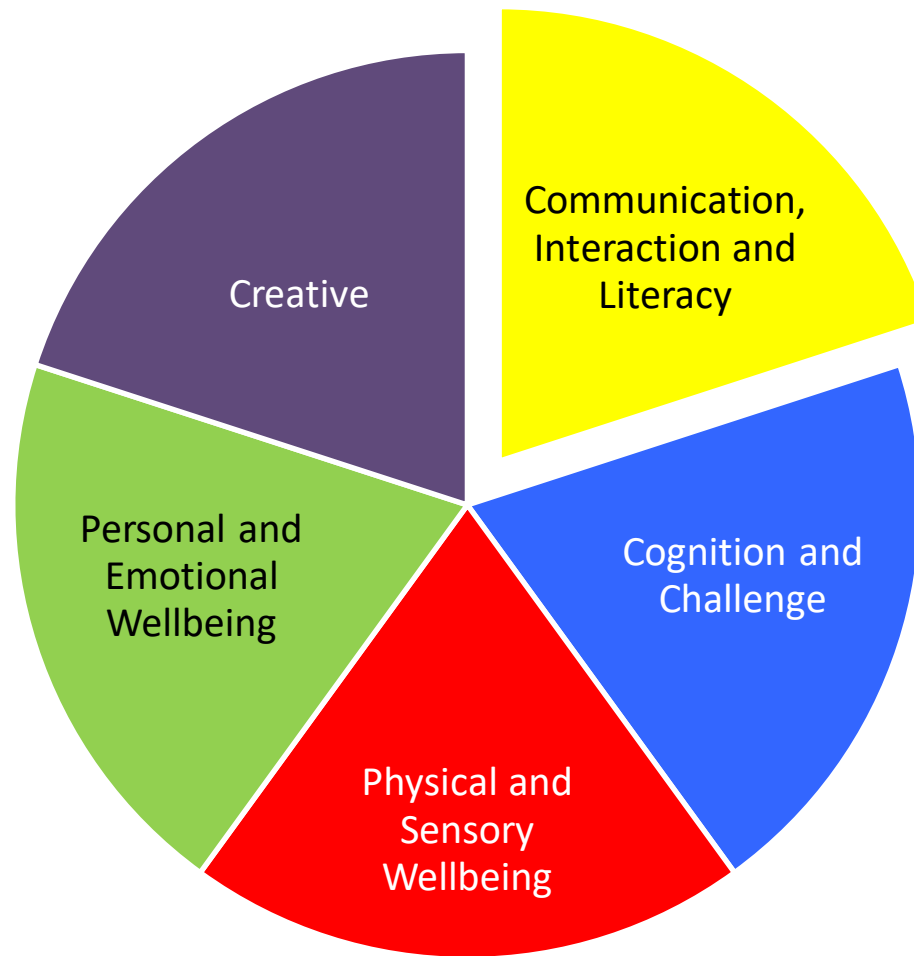 Communication,
Interaction and
Literacy
Creative
Cognition and
Challenge
Personal and
Emotional
Wellbeing
Physical and
Sensory
Wellbeing